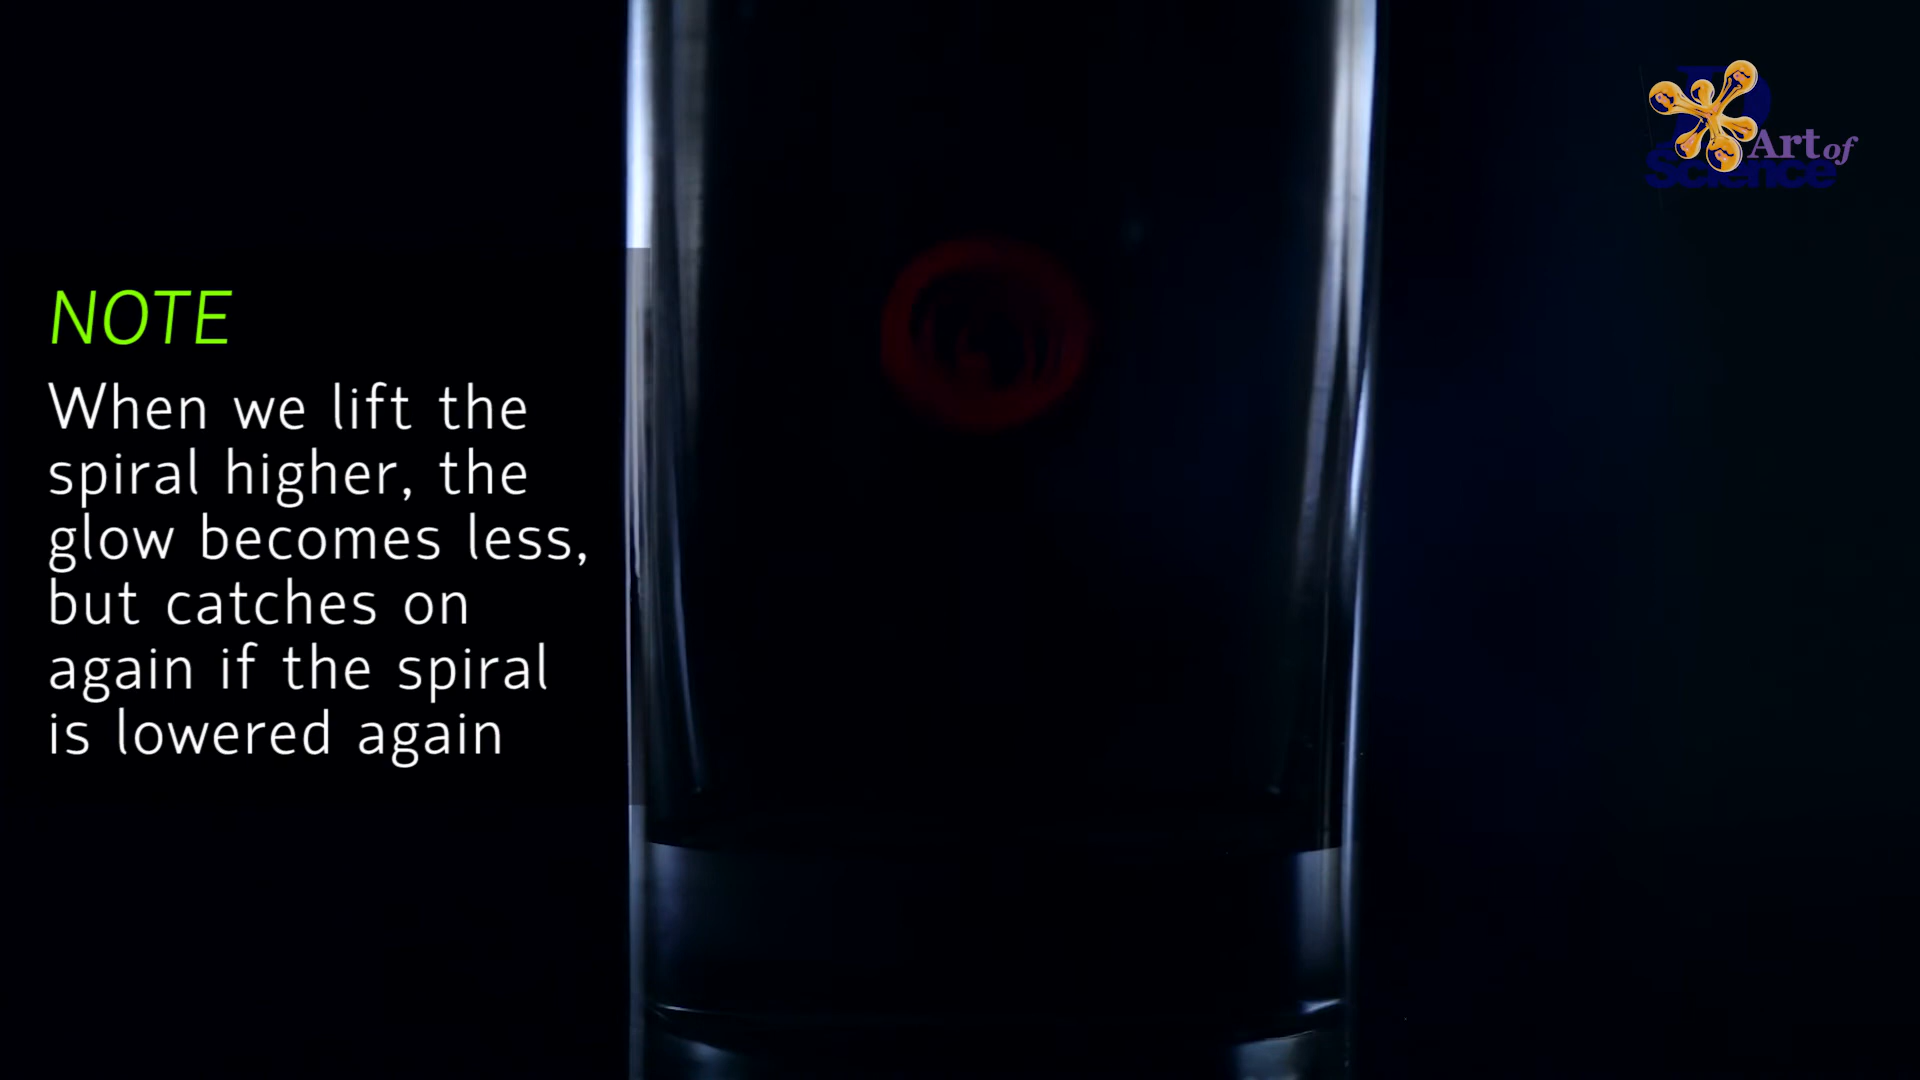 NOTE
When we lift the
spiral higher, the
glow becomes less,
but catches on
again if the spiral
is lowered again
Art of
Science